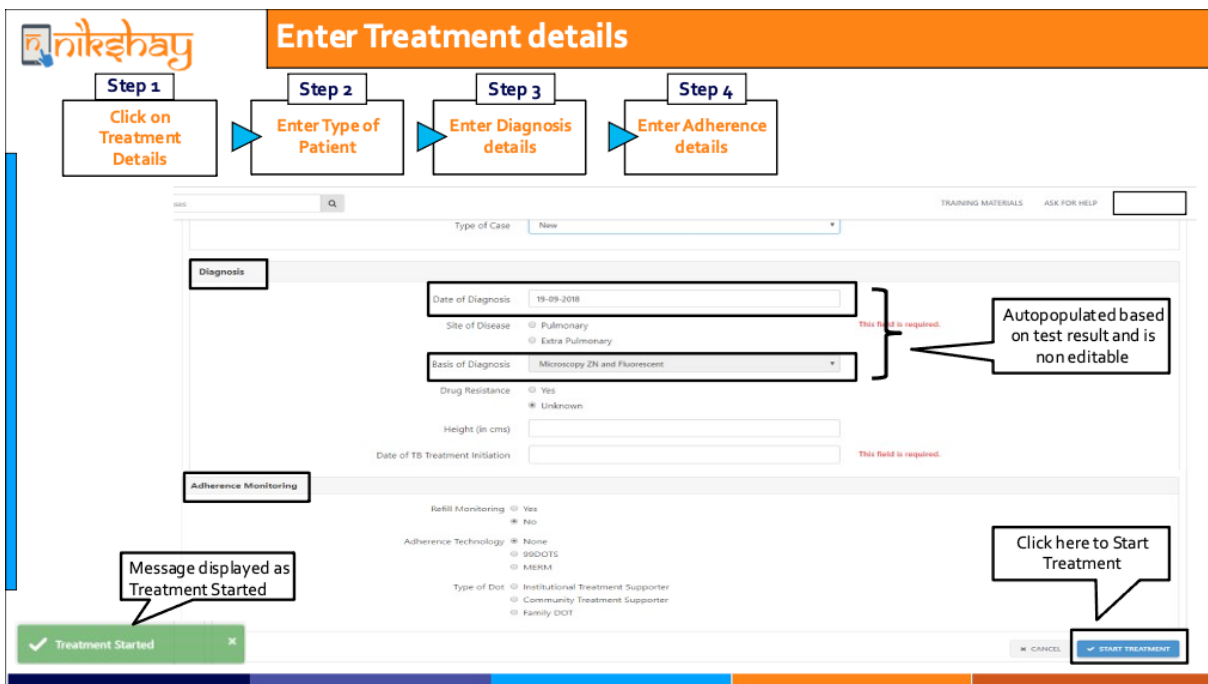 nikshay
Enter Treatment details
Step 1
Click on
Treatment
Details
Step 2
Enter Type of
Patient
Step 3
Enter Diagnosis
details
Step 4
Enter Adherence
details
TRAINING MATERIALS ASK FOR HELP
Type of Case New
Diagnosis
Date of Diagnosis 19-09-2018
Site of Disease Pulmonary This field is required.
Extra Pulmonary
Basis of Diagnosis Microscopy ZN and Fluorescent
Autopopulated based
on test result and is
non editable
Drug Resistance Yes
Unknown
Height (in cms)
Date of TB Treatment Initiation This field is required.
Adherence Monitoring
Refill Monitoring Yes
No
Adherence Technology None
99DOTS
MERM
Type of Dot Institutional Treatment Supporter
Community Treatment Supporter
Family DOT
Message displayed as
Treatment Started
Click here to Start
Treatment
Treatment Started ×
CANCEL START TREATMENT